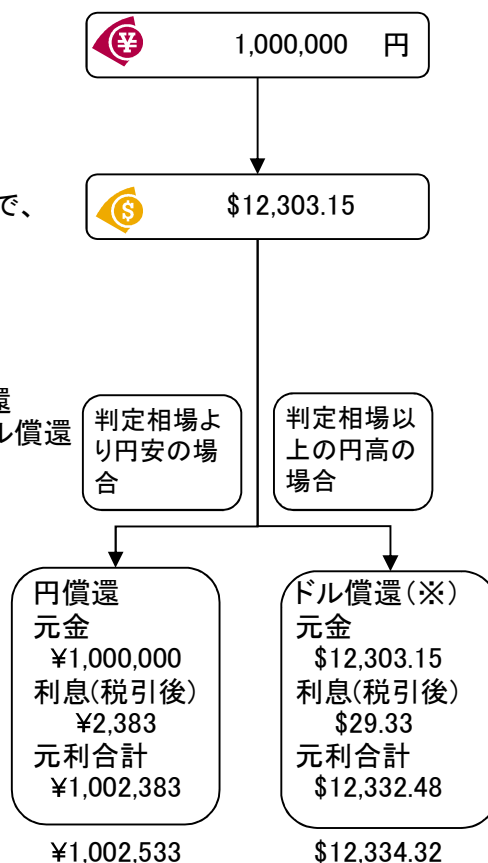 1,000,000 円
$12,303.15
で、
還
ル償還
判定相場よ
り円安の場
合
判定相場以
上の円高の
場合
円償還
元金
¥1,000,000
利息(税引後)
¥2,383
元利合計
¥1,002,383
ドル償還(※)
元金
$12,303.15
利息(税引後)
$29.33
元利合計
$12,332.48
¥1,002,533
$12,334.32